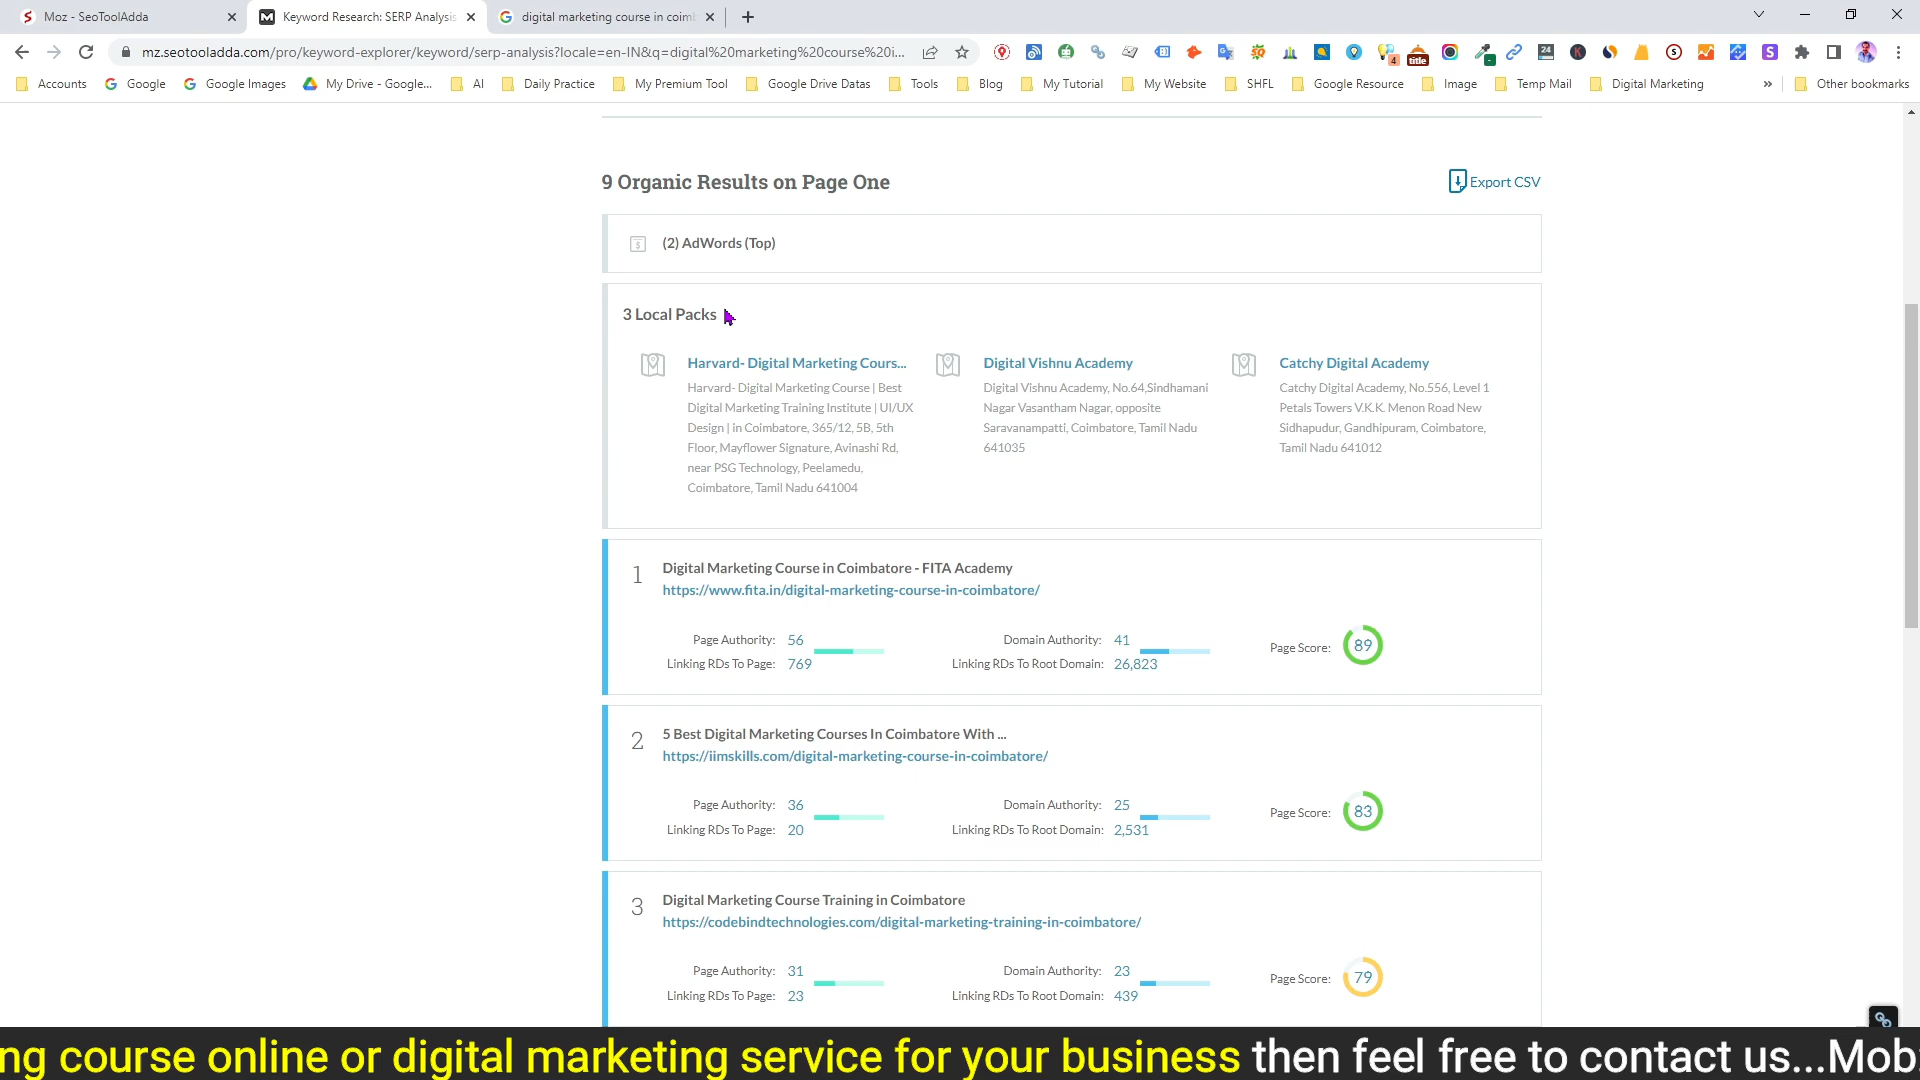 Moz - SeoToolAdda
Keyword Research: SERP Analysis
digital marketing course in coim
mz.seotooladda.com/pro/keyword-explorer/keyword/serp-analysis?locale=en-IN&q=digital%20marketing%20course%20i...
Accounts
Google
Google Images
My Drive - Google...
AI
Daily Practice
My Premium Tool
Google Drive Datas
Tools
Blog
My Tutorial
My Website
SHFL
Google Resource
Image
Temp Mail
Digital Marketing
»
Other bookmarks
9 Organic Results on Page One
Export CSV
(2) AdWords (Top)
3 Local Packs
Harvard- Digital Marketing Cours...
Harvard- Digital Marketing Course | Best
Digital Marketing Training Institute | UI/UX
Design | in Coimbatore, 365/12, 5B, 5th
Floor, Mayflower Signature, Avinashi Rd,
near PSG Technology, Peelamedu,
Coimbatore, Tamil Nadu 641004
Digital Vishnu Academy
Digital Vishnu Academy, No.64,Sindhamani
Nagar Vasantham Nagar, opposite
Saravanampatti, Coimbatore, Tamil Nadu
641035
Catchy Digital Academy
Catchy Digital Academy, No.556, Level 1
Petals Towers V.K.K. Menon Road New
Sidhapudur, Gandhipuram, Coimbatore,
Tamil Nadu 641012
1
Digital Marketing Course in Coimbatore - FITA Academy
https://www.fita.in/digital-marketing-course-in-coimbatore/
Page Authority: 56
Linking RDs To Page: 769
Domain Authority: 41
Linking RDs To Root Domain: 26,823
Page Score: 89
2
5 Best Digital Marketing Courses In Coimbatore With ...
https://iimskills.com/digital-marketing-course-in-coimbatore/
Page Authority: 36
Linking RDs To Page: 20
Domain Authority: 25
Linking RDs To Root Domain: 2,531
Page Score: 83
3
Digital Marketing Course Training in Coimbatore
https://codebindtechnologies.com/digital-marketing-training-in-coimbatore/
Page Authority: 31
Linking RDs To Page: 23
Domain Authority: 23
Linking RDs To Root Domain: 439
Page Score: 79
ng course online or digital marketing service for your business then feel free to contact us...Mob